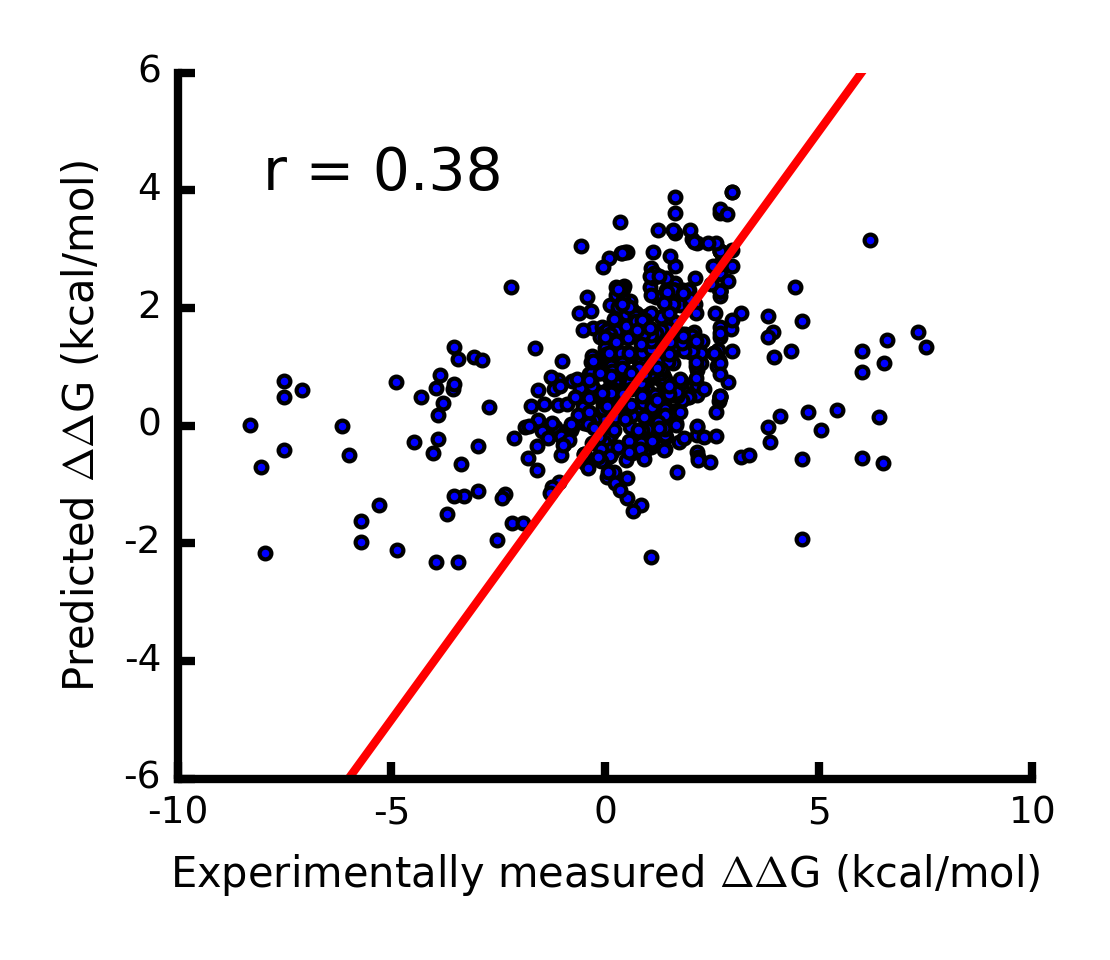 6
r = 0.38
4
2
0
-2
-4
-6
Predicted ΔΔG (kcal/mol)
-10 -5 0 5 10
Experimentally measured ΔΔG (kcal/mol)